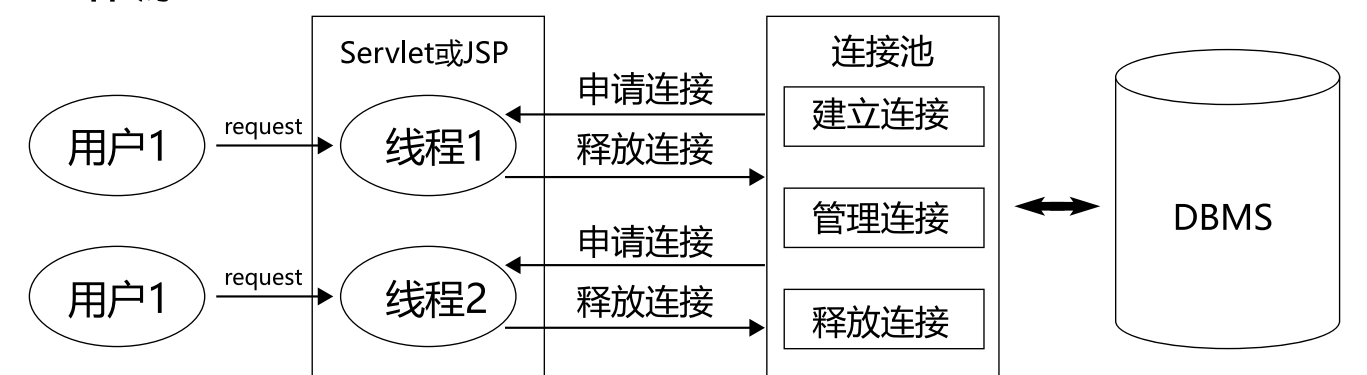 Servlet或JSP
连接池
申请连接
建立连接
用户1
request
线程1
释放连接
管理连接
DBMS
申请连接
用户1
request
线程2
释放连接
释放连接